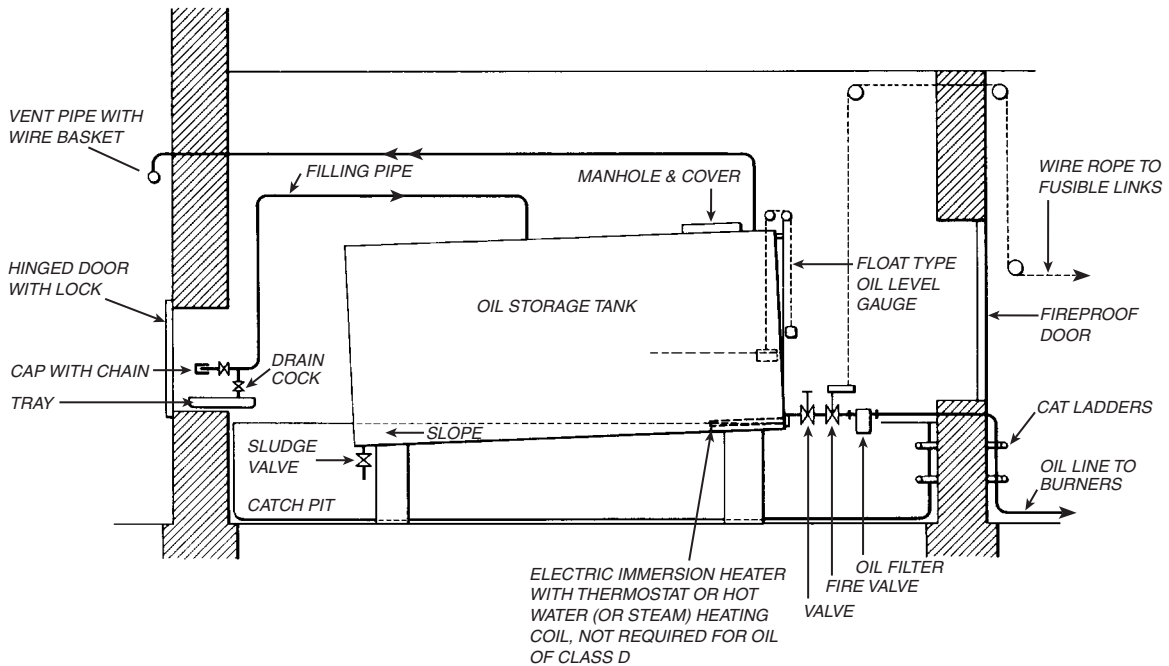 VENT PIPE WITH
WIRE BASKET
FILLING PIPE
MANHOLE & COVER
WIRE ROPE TO
FUSIBLE LINKS
HINGED DOOR
WITH LOCK
OIL STORAGE TANK
FLOAT TYPE
OIL LEVEL
GAUGE
FIREPROOF
DOOR
CAP WITH CHAIN
DRAIN
COCK
TRAY
SLOPE
CAT LADDERS
SLUDGE
VALVE
OIL LINE TO
BURNERS
CATCH PIT
ELECTRIC IMMERSION HEATER
WITH THERMOSTAT OR HOT
WATER (OR STEAM) HEATING
COIL, NOT REQUIRED FOR OIL
OF CLASS D
VALVE
FIRE VALVE
OIL FILTER